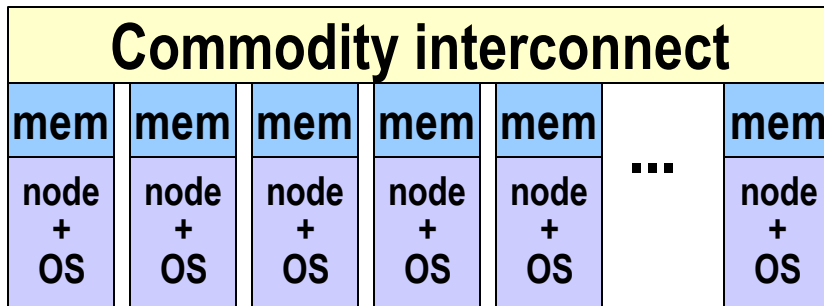 Commodity interconnect
mem mem mem mem mem mem
... 
node node node node node node
+ + + + + +
OS OS OS OS OS OS